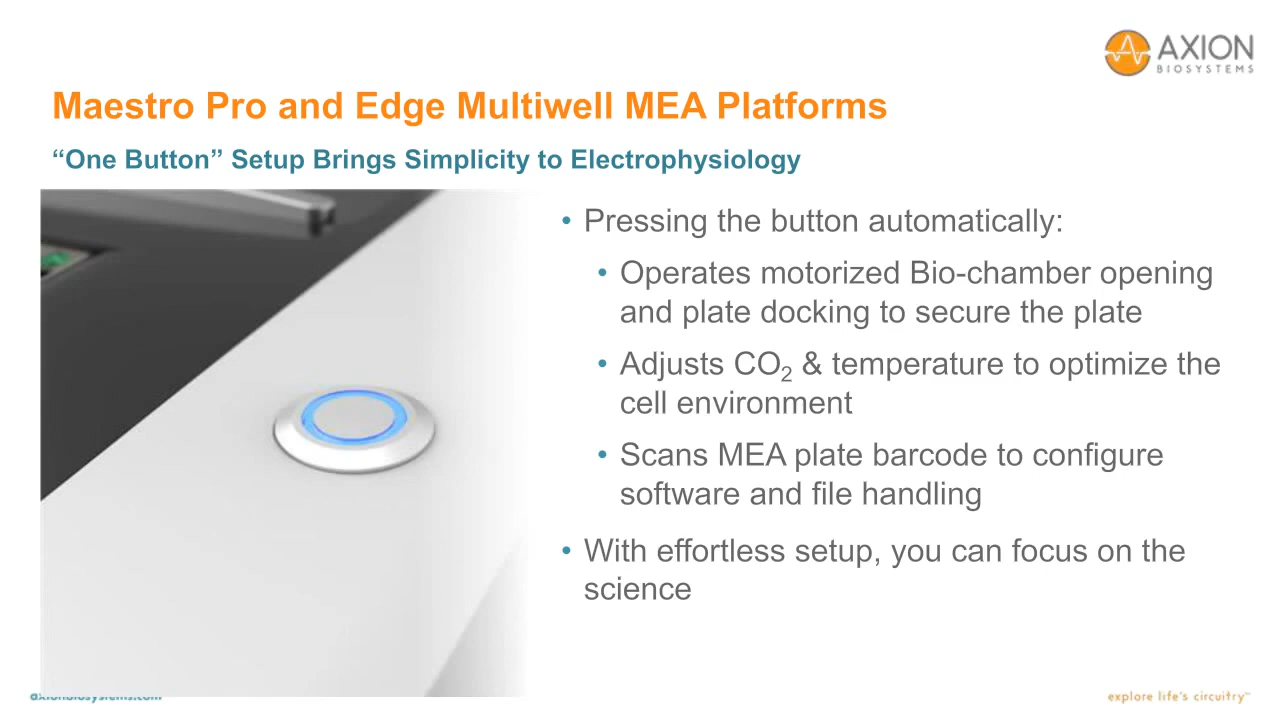 AXION
BIOSYSTEMS
Maestro Pro and Edge Multiwell MEA Platforms
“One Button” Setup Brings Simplicity to Electrophysiology
• Pressing the button automatically:
• Operates motorized Bio-chamber opening
and plate docking to secure the plate
• Adjusts CO₂ & temperature to optimize the
cell environment
• Scans MEA plate barcode to configure
software and file handling
• With effortless setup, you can focus on the
science
axionbiosystems.com
explore life's circuitry™